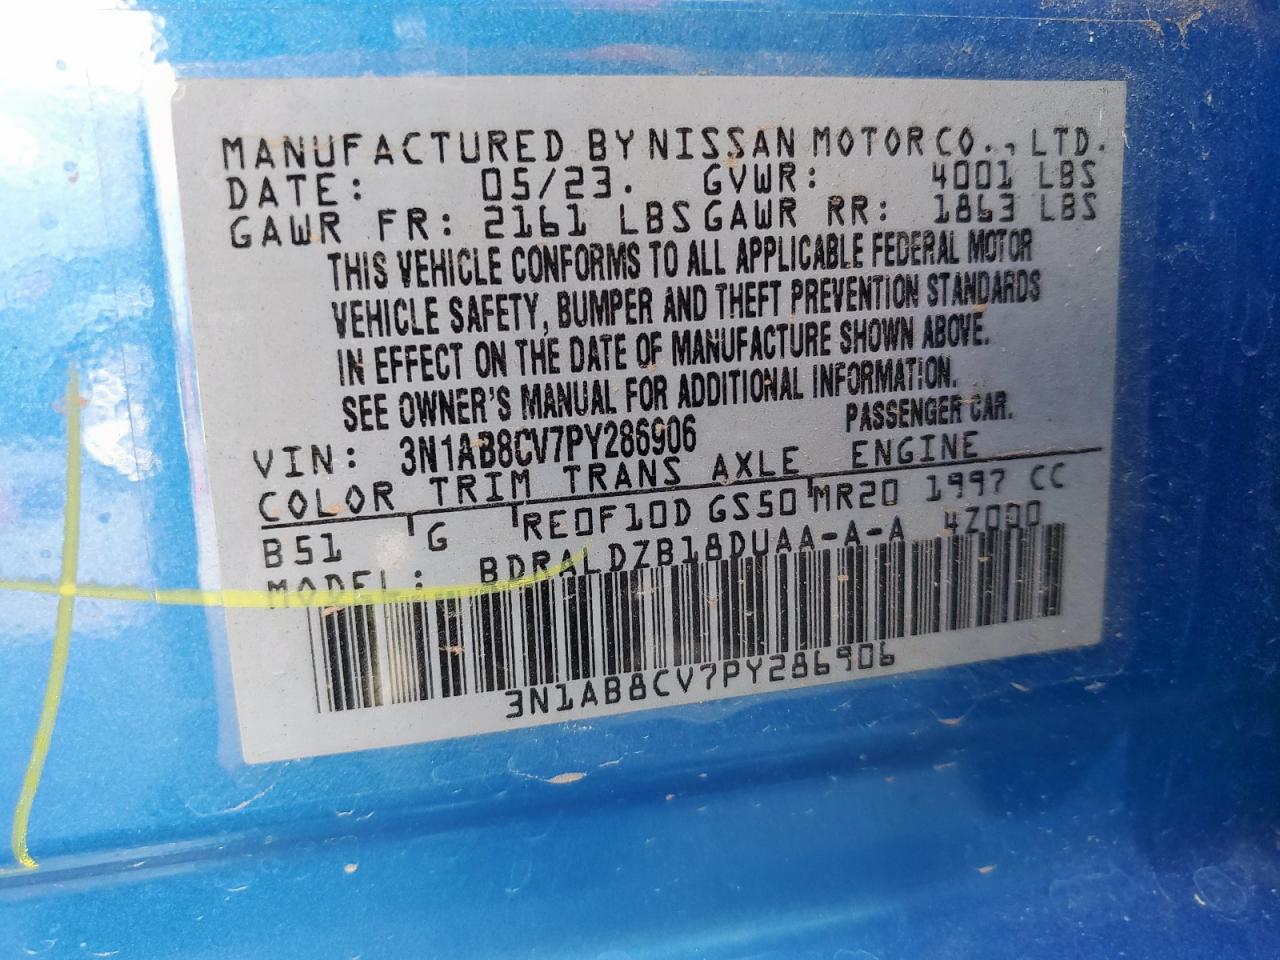 MANUFACTURED BY NISSAN MOTOR CO., LTD.
DATE: 05/23. GVWR: 4001 LBS
GAWR FR: 2161 LBS GAWR RR: 1863 LBS
THIS VEHICLE CONFORMS TO ALL APPLICABLE FEDERAL MOTOR
VEHICLE SAFETY, BUMPER AND THEFT PREVENTION STANDARDS
IN EFFECT ON THE DATE OF MANUFACTURE SHOWN ABOVE.
SEE OWNER'S MANUAL FOR ADDITIONAL INFORMATION.
VIN: 3N1AB8CV7PY286906 PASSENGER CAR.
COLOR TRIM TRANS AXLE ENGINE
B51 G RE0F10D GS50 MR20 1997 CC
MODEL: BDRALDZB18DUAA-A-A 4Z000
3N1AB8CV7PY286906